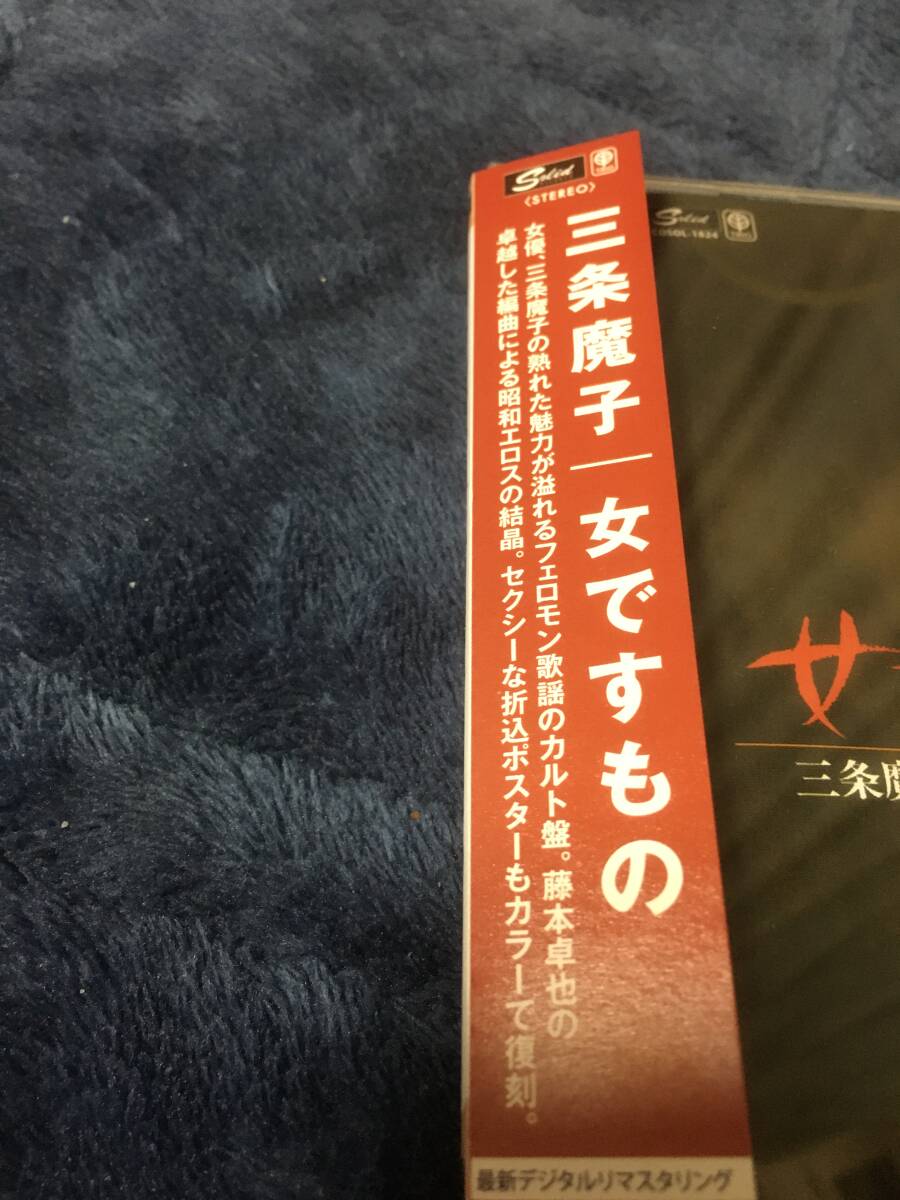 Solid
TRIO
〈STEREO〉
三条魔子｜女ですもの
女優、三条魔子の熟れた魅力が溢れるフェロモン歌謡のカルト盤。藤本卓也の
卓越した編曲による昭和エロスの結晶。セクシーな折込ポスターもカラーで復刻。
最新デジタルリマスタリング
Solid
CDSOL-1624
TRIO
女
三条魔